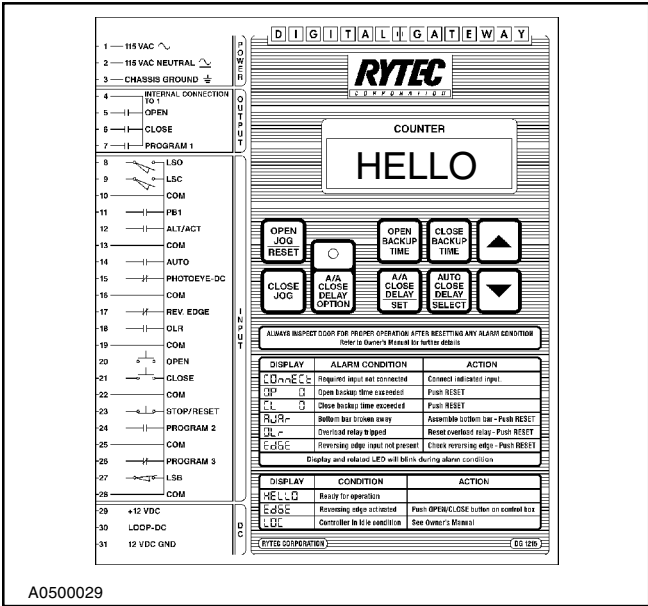 DIGITAL GATEWAY
1 115 VAC
2 115 VAC NEUTRAL
3 CHASSIS GROUND
POWER
4 INTERNAL CONNECTION TO 1
5 OPEN
6 CLOSE
7 PROGRAM 1
OUTPUT
8 LSO
9 LSC
10 COM
11 PB1
12 ALT/ACT
13 COM
14 AUTO
15 PHOTOEYE-DC
16 COM
17 REV. EDGE
18 OLR
19 COM
20 OPEN
21 CLOSE
22 COM
23 STOP/RESET
24 PROGRAM 2
25 COM
26 PROGRAM 3
27 LSB
28 COM
INPUT
29 +12 VDC
30 LOOP-DC
31 12 VDC GND
DC
RYTEC
CORPORATION
COUNTER
HELLO
OPEN JOG RESET
OPEN BACKUP TIME
CLOSE BACKUP TIME
CLOSE JOG
A/A CLOSE DELAY OPTION
A/A CLOSE DELAY SET
AUTO CLOSE DELAY SELECT
ALWAYS INSPECT DOOR FOR PROPER OPERATION AFTER RESETTING ANY ALARM CONDITION
Refer to Owner's Manual for further details
DISPLAY ALARM CONDITION ACTION
COnnECt Required input not connected Connect indicated input.
OP 0 Open backup time exceeded Push RESET
CL 0 Close backup time exceeded Push RESET
AJAr Bottom bar broken away Assemble bottom bar - Push RESET
OLr Overload relay tripped Reset overload relay - Push RESET
EdGE Reversing edge input not present Check reversing edge - Push RESET
Display and related LED will blink during alarm condition
DISPLAY CONDITION ACTION
HELLO Ready for operation
EdGE Reversing edge activated Push OPEN/CLOSE button on control box
LOC Controller in idle condition See Owner's Manual
RYTEC CORPORATION DG 1215
A0500029